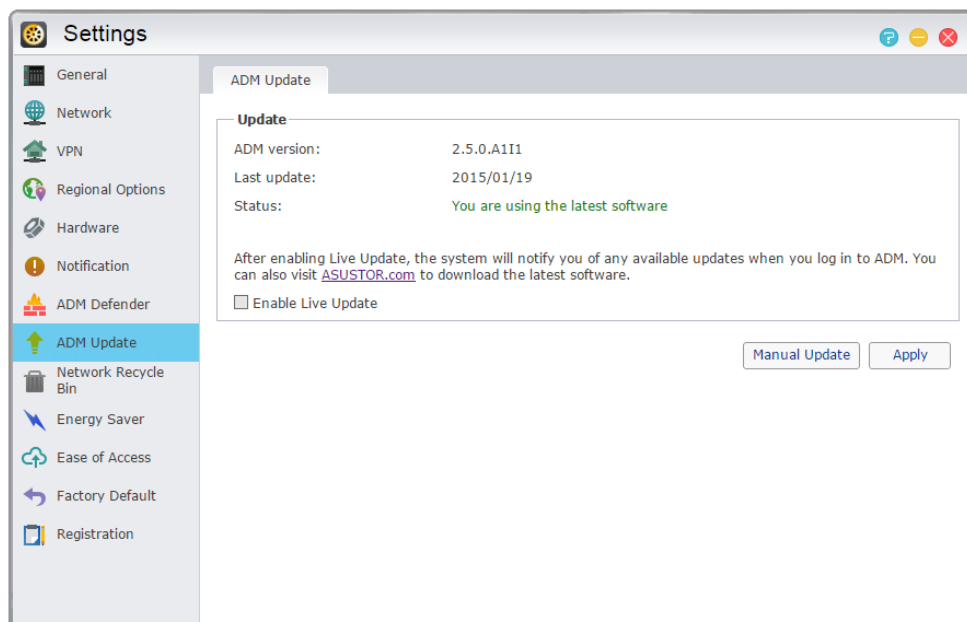 Settings
?
General
Network
VPN
Regional Options
Hardware
Notification
ADM Defender
ADM Update
Network Recycle
Bin
Energy Saver
Ease of Access
Factory Default
Registration
ADM Update
Update
ADM version: 2.5.0.A1I1
Last update: 2015/01/19
Status: You are using the latest software
After enabling Live Update, the system will notify you of any available updates when you log in to ADM. You
can also visit ASUSTOR.com to download the latest software.
Enable Live Update
Manual Update Apply